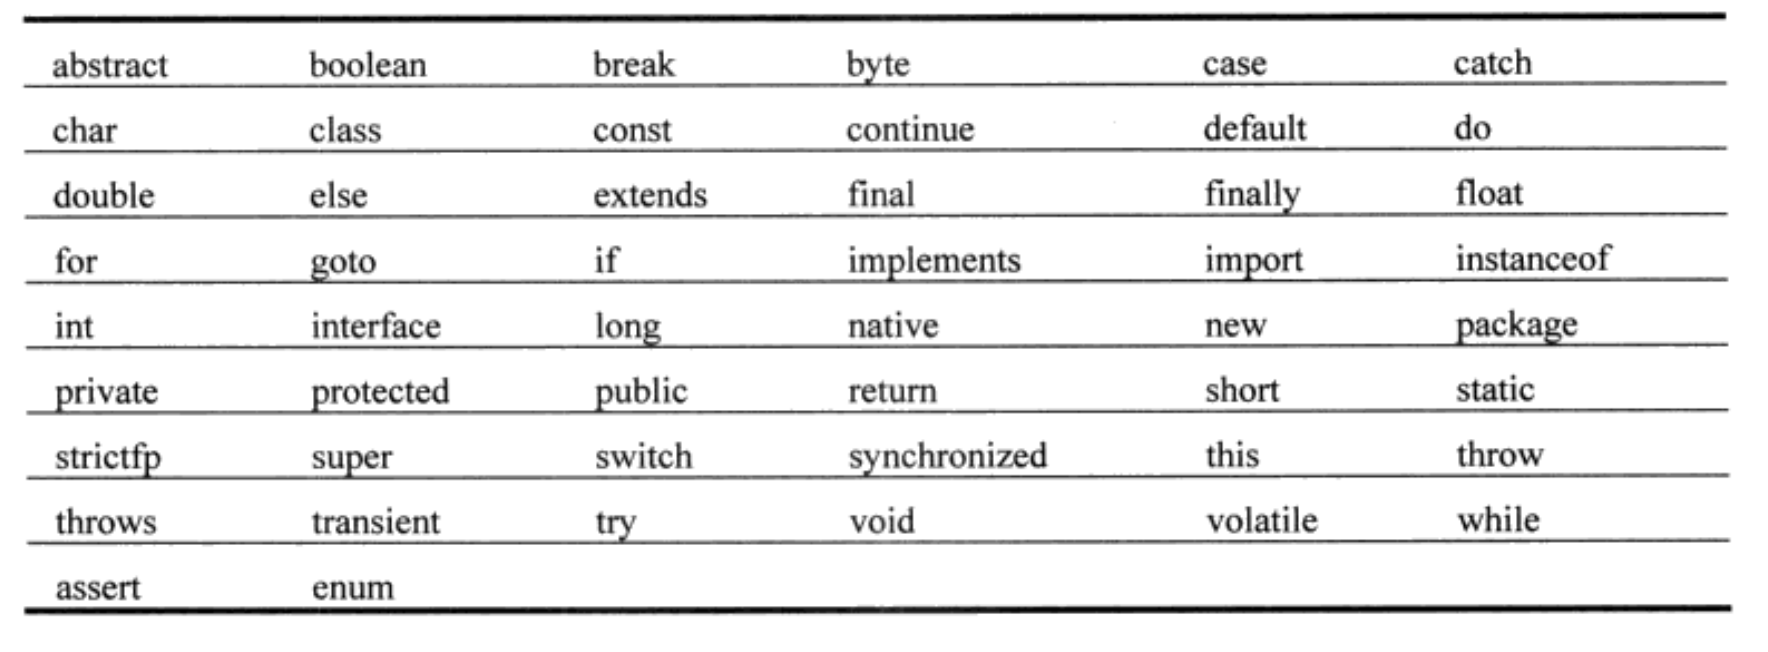 abstract boolean break byte case catch
char class const continue default do
double else extends final finally float
for goto if implements import instanceof
int interface long native new package
private protected public return short static
strictfp super switch synchronized this throw
throws transient try void volatile while
assert enum